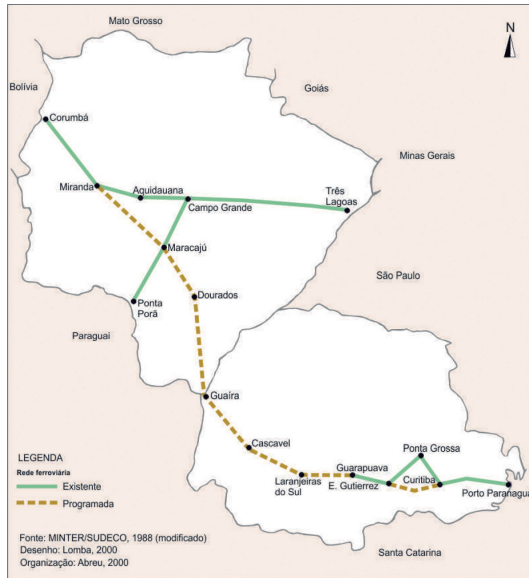 Mato Grosso
N
Bolívia
Goiás
Corumbá
Minas Gerais
Miranda
Aquidauana
Campo Grande
Três
Lagoas
Maracajú
São Paulo
Dourados
Ponta
Porã
Paraguai
Guaíra
LEGENDA
Rede ferroviária
Existente
Programada
Cascavel
Ponta Grossa
Guarapuava
Laranjeiras
do Sul
E. Gutierrez
Curitiba
Porto Paranaguá
Fonte: MINTER/SUDECO, 1988 (modificado)
Desenho: Lomba, 2000
Organização: Abreu, 2000
Santa Catarina